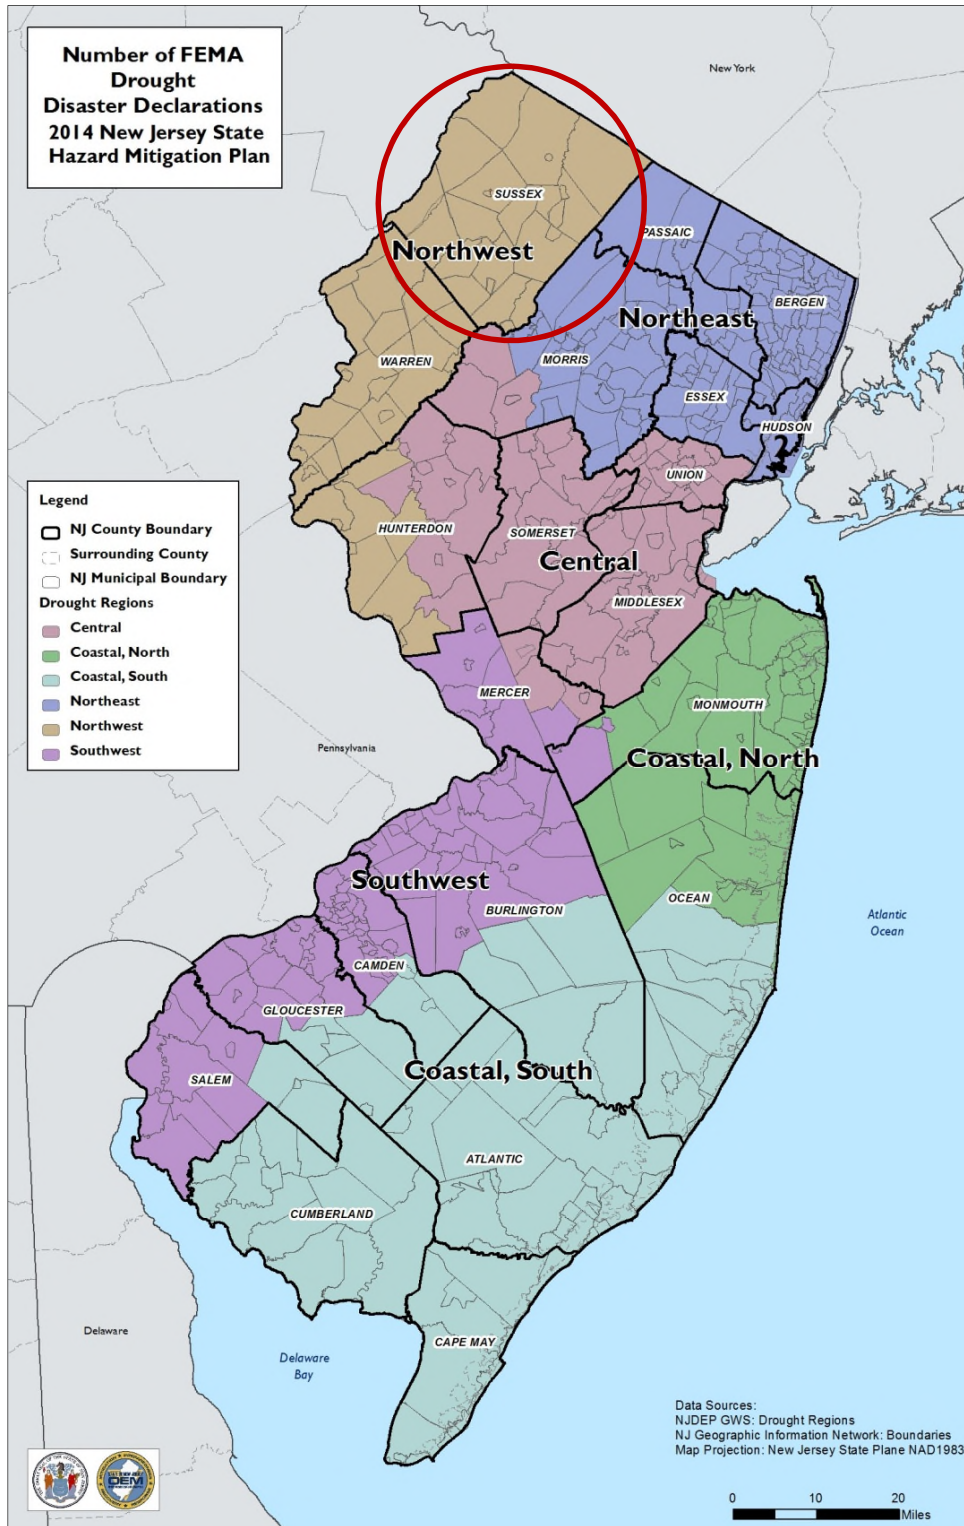 Number of FEMA
Drought
Disaster Declarations
2014 New Jersey State
Hazard Mitigation Plan
New York
SUSSEX
PASSAIC
Northwest
BERGEN
Northeast
WARREN
MORRIS
ESSEX
HUDSON
UNION
Legend
NJ County Boundary
Surrounding County
NJ Municipal Boundary
Drought Regions
Central
Coastal, North
Coastal, South
Northeast
Northwest
Southwest
HUNTERDON
SOMERSET
Central
MIDDLESEX
MERCER
MONMOUTH
Pennsylvania
Coastal, North
Southwest
OCEAN
BURLINGTON
Atlantic
Ocean
CAMDEN
GLOUCESTER
Coastal, South
SALEM
ATLANTIC
CUMBERLAND
Delaware
CAPE MAY
Delaware
Bay
Data Sources:
NJDEP GWS: Drought Regions
NJ Geographic Information Network: Boundaries
Map Projection: New Jersey State Plane NAD1983
OEM
0 5 10 20
Miles